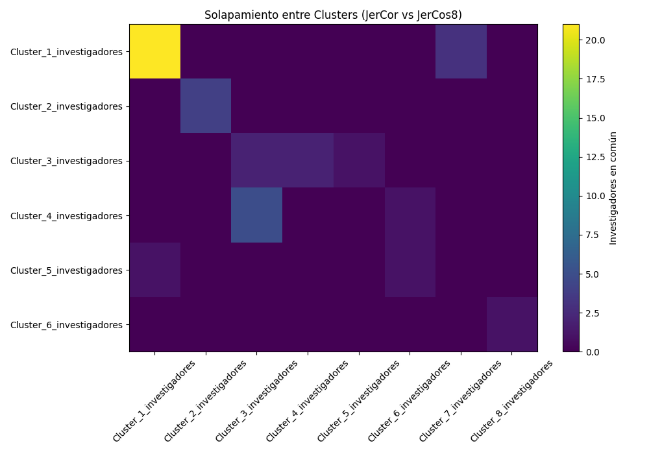 Solapamiento entre Clusters (JerCor vs JerCos8)
Cluster_1_investigadores
Cluster_2_investigadores
Cluster_3_investigadores
Cluster_4_investigadores
Cluster_5_investigadores
Cluster_6_investigadores
Cluster_1_investigadores
Cluster_2_investigadores
Cluster_3_investigadores
Cluster_4_investigadores
Cluster_5_investigadores
Cluster_6_investigadores
Cluster_7_investigadores
Cluster_8_investigadores
20.0
17.5
15.0
12.5
10.0
7.5
5.0
2.5
0.0
Investigadores en común